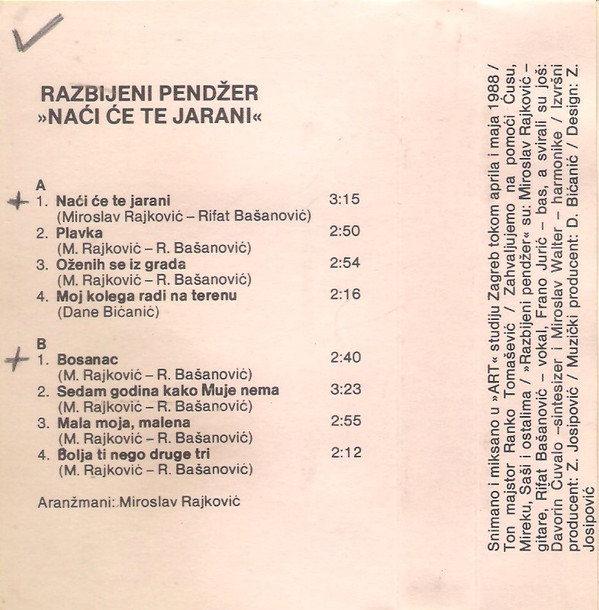 RAZBIJENI PENDŽER
»NAĆI ĆE TE JARANI«
A
1. Naći će te jarani 3:15
(Miroslav Rajković – Rifat Bašanović)
2. Plavka 2:50
(M. Rajković – R. Bašanović)
3. Oženih se iz grada 2:54
(M. Rajković – R. Bašanović)
4. Moj kolega radi na terenu 2:16
(Dane Bićanić)
B
1. Bosanac 2:40
(M. Rajković – R. Bašanović)
2. Sedam godina kako Muje nema 3:23
(M. Rajković – R. Bašanović)
3. Mala moja, malena 2:55
(M. Rajković – R. Bašanović)
4. Bolja ti nego druge tri 2:12
(M. Rajković – R. Bašanović)
Aranžmani: Miroslav Rajković
Snimano i miksano u »ART« studiju Zagreb tokom aprila i maja 1988 /
Ton majstor Ranko Tomašević / Zahvaljujemo na pomoći Ćusu,
Mireku, Saši i ostalima / »Razbijeni pendžer« su: Miroslav Rajković –
gitare, Rifat Bašanović – vokal, Frano Jurić – bas, a svirali su još:
Davorin Čuvalo –sintesizer i Miroslav Walter – harmonike / Izvršni
producent: Z. Josipović / Muzički producent: D. Bićanić / Design: Z.
Josipović